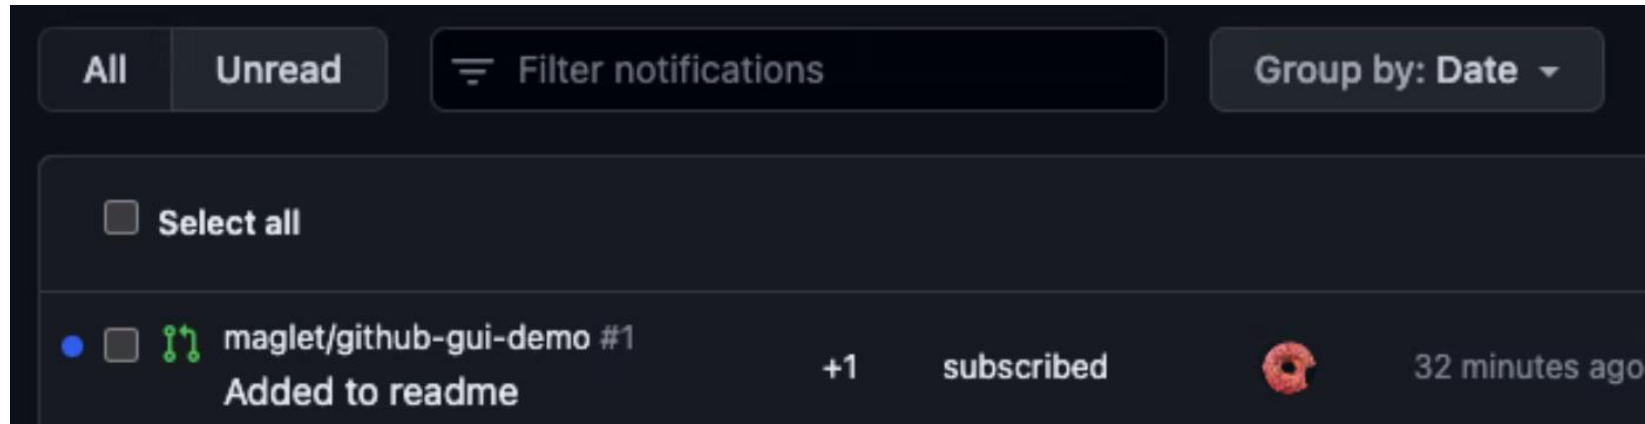 All Unread Filter notifications Group by: Date
Select all
maglet/github-gui-demo #1
Added to readme +1 subscribed 32 minutes ago